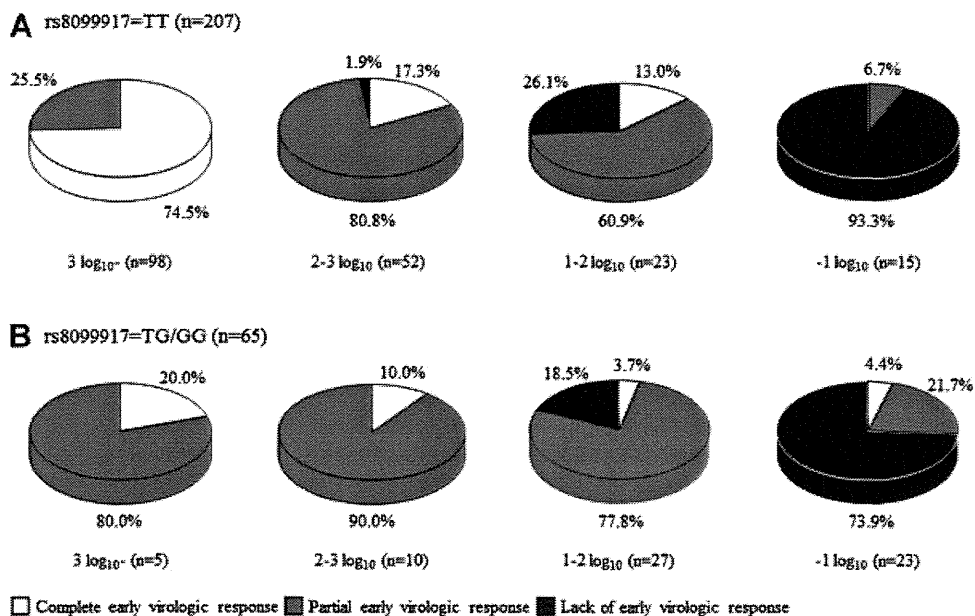 A rs8099917=TT (n=207)
25.5%
74.5%
1.9%
17.3%
80.8%
26.1%
13.0%
60.9%
6.7%
93.3%
3 log10- (n=98)
2-3 log10 (n=52)
1-2 log10 (n=23)
-1 log10 (n=15)
B rs8099917=TG/GG (n=65)
20.0%
80.0%
10.0%
90.0%
18.5%
3.7%
77.8%
4.4%
21.7%
73.9%
3 log10- (n=5)
2-3 log10 (n=10)
1-2 log10 (n=27)
-1 log10 (n=23)
Complete early virologic response Partial early virologic response Lack of early virologic response